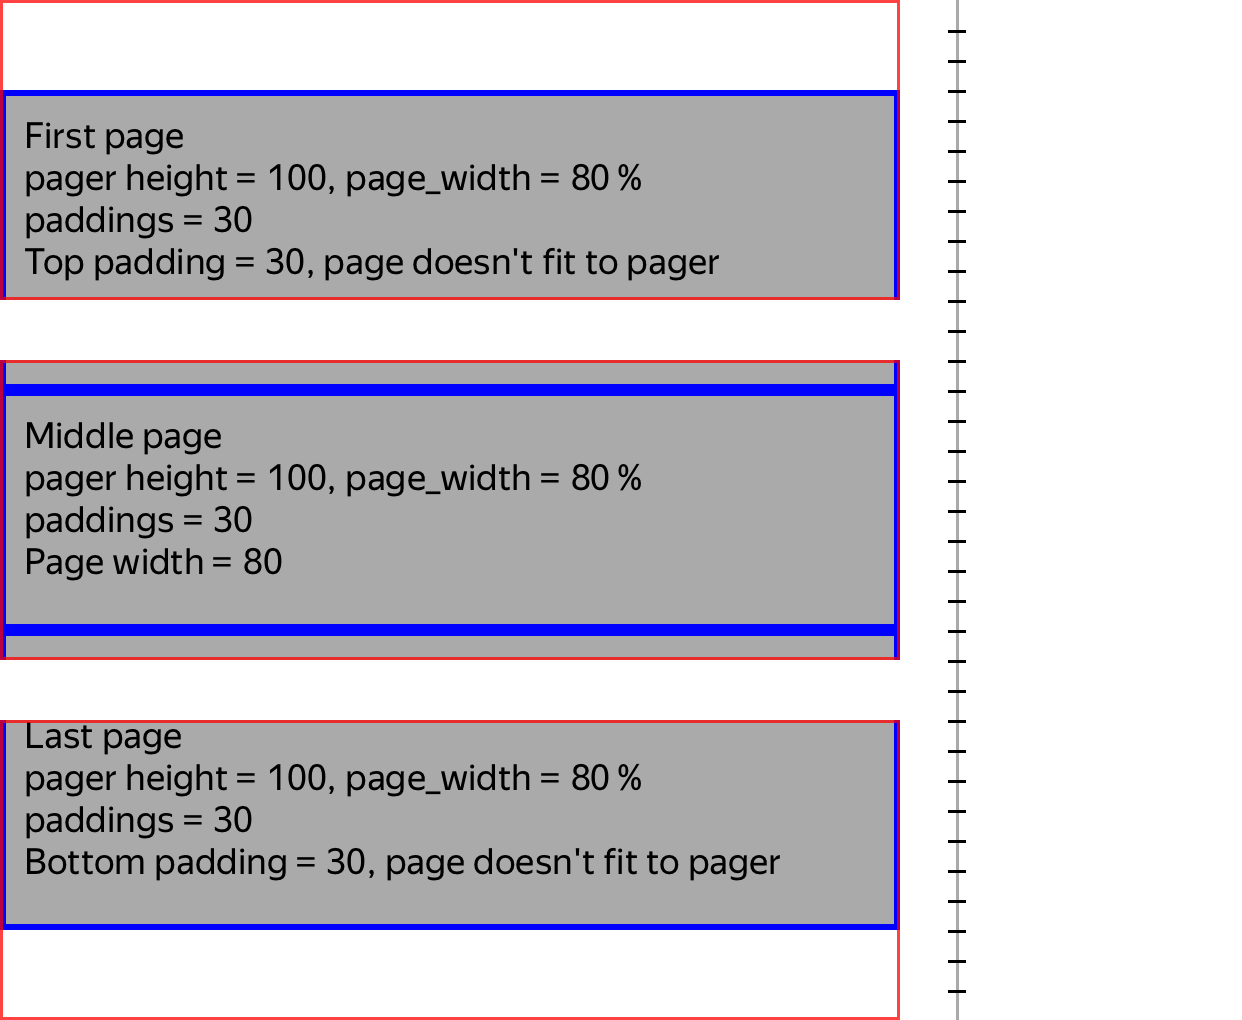 First page
pager height = 100, page_width = 80 %
paddings = 30
Top padding = 30, page doesn't fit to pager
Middle page
pager height = 100, page_width = 80 %
paddings = 30
Page width = 80
Last page
pager height = 100, page_width = 80 %
paddings = 30
Bottom padding = 30, page doesn't fit to pager